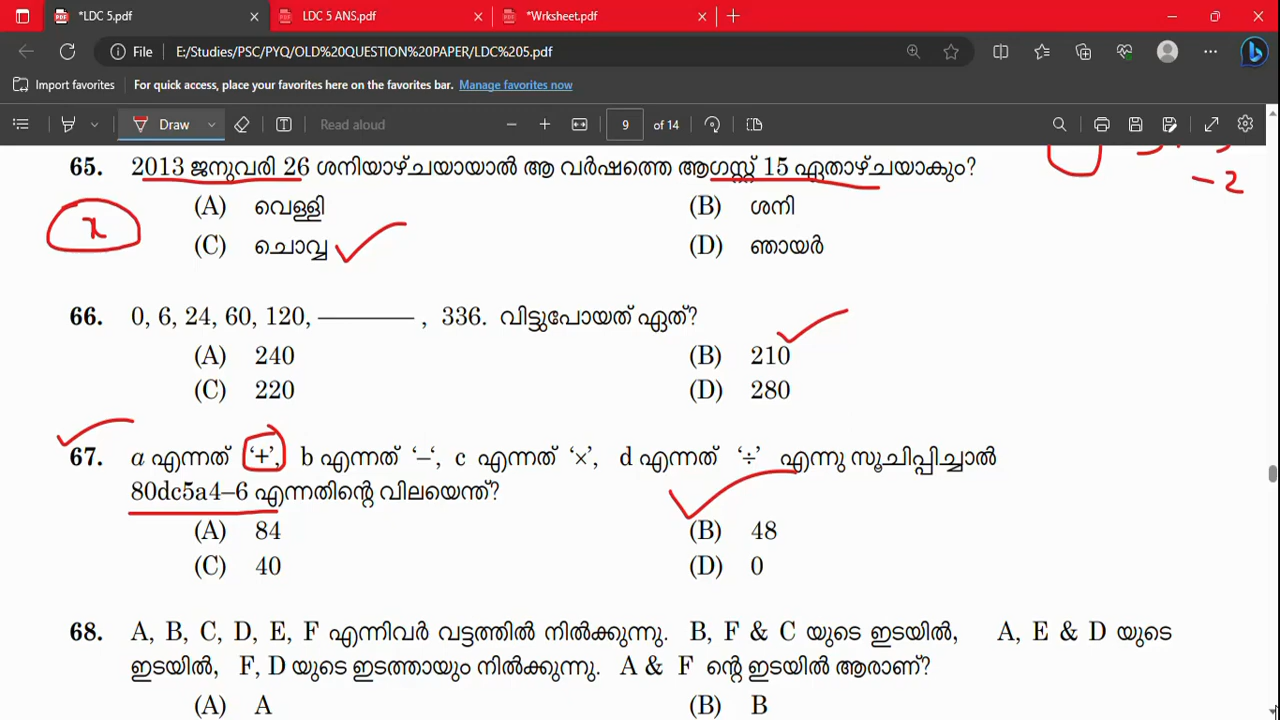 *LDC 5.pdf
LDC 5 ANS.pdf
*Wrksheet.pdf
File
E:/Studies/PSC/PYQ/OLD%20QUESTION%20PAPER/LDC%205.pdf
Import favorites
For quick access, place your favorites here on the favorites bar. Manage favorites now
Draw
Read aloud
9 of 14
65. 2013 ജനുവരി 26 ശനിയാഴ്ചയായാൽ ആ വർഷത്തെ ആഗസ്റ്റ് 15 ഏതാഴ്ചയാകും?
-2
(A) വെള്ളി (B) ശനി
x
(C) ചൊവ്വ (D) ഞായർ
66. 0, 6, 24, 60, 120, ———, 336. വിട്ടുപോയത് ഏത്?
(A) 240 (B) 210
(C) 220 (D) 280
67. a എന്നത് '+', b എന്നത് '–', c എന്നത് '×', d എന്നത് '÷' എന്നു സൂചിപ്പിച്ചാൽ
80dc5a4–6 എന്നതിന്റെ വിലയെന്ത്?
(A) 84 (B) 48
(C) 40 (D) 0
68. A, B, C, D, E, F എന്നിവർ വട്ടത്തിൽ നിൽക്കുന്നു. B, F & C യുടെ ഇടയിൽ, A, E & D യുടെ
ഇടയിൽ, F, D യുടെ ഇടത്തായും നിൽക്കുന്നു. A & F ന്റെ ഇടയിൽ ആരാണ്?
(A) A (B) B